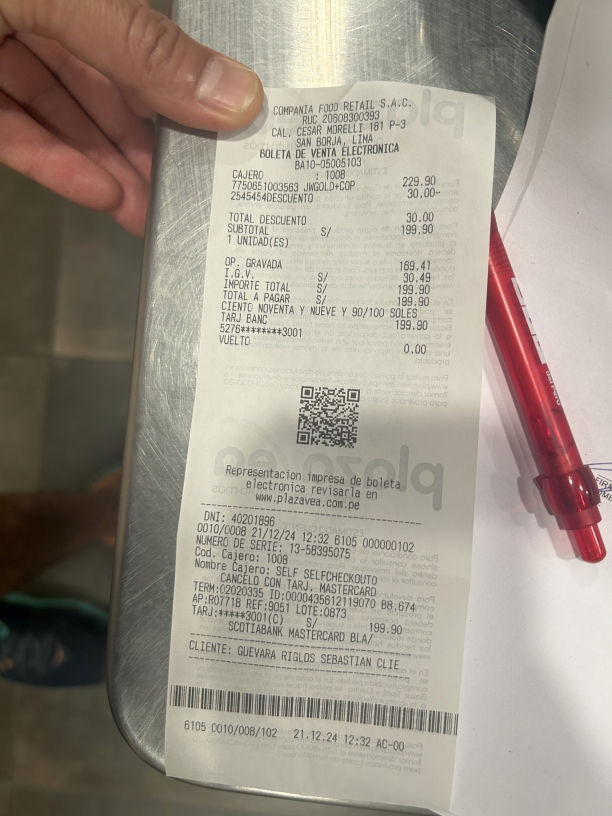 COMPANIA FOOD RETAIL S.A.C.
RUC 20608300393
CAL. CESAR MORELLI 181 P-3
SAN BORJA, LIMA
BOLETA DE VENTA ELECTRONICA
BA10-05005103
CAJERO : 1008
7750851003583 JWGOLD+COP 229.90
2545454DESCUENTO 30.00-
TOTAL DESCUENTO 30.00
SUBTOTAL S/ 199.90
1 UNIDAD(ES)
OP. GRAVADA 169.41
I.G.V. S/ 30.49
IMPORTE TOTAL S/ 199.90
TOTAL A PAGAR S/ 199.90
CIENTO NOVENTA Y NUEVE Y 90/100 SOLES
TARJ BANC 199.90
5276********3001
VUELTO 0.00
plaza vea
Representacion impresa de boleta
electronica revisarla en
www.plazavea.com.pe
DNI: 40201896
0010/0008 21/12/24 12:32 6105 000000102
NUMERO DE SERIE: 13-58395075
Cod. Cajero: 1008
Nombre Cajero: SELF SELFCHECKOUTO
CANCELO CON TARJ. MASTERCARD
TERM:02020335 ID:0000435612119070 B8.674
AP:R07718 REF:9051 LOTE:0873
TARJ:*****3001(C) S/ 199.90
SCOTIABANK MASTERCARD BLA/
CLIENTE: GUEVARA RIGLOS SEBASTIAN CLIE
6105 0010/008/102 21.12.24 12:32 AC-00